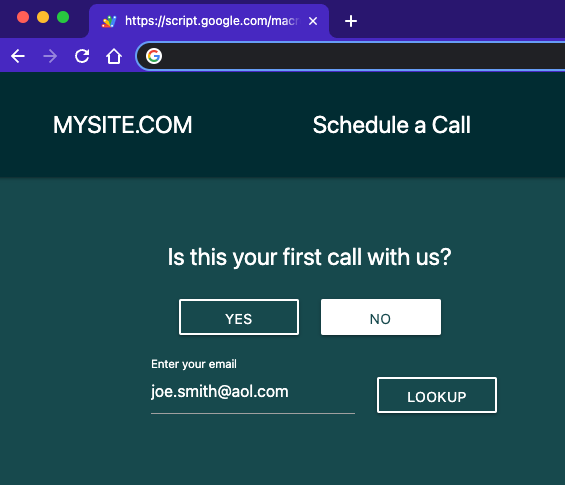 https://script.google.com/macr
MYSITE.COM
Schedule a Call
Is this your first call with us?
YES
NO
Enter your email
joe.smith@aol.com
LOOKUP